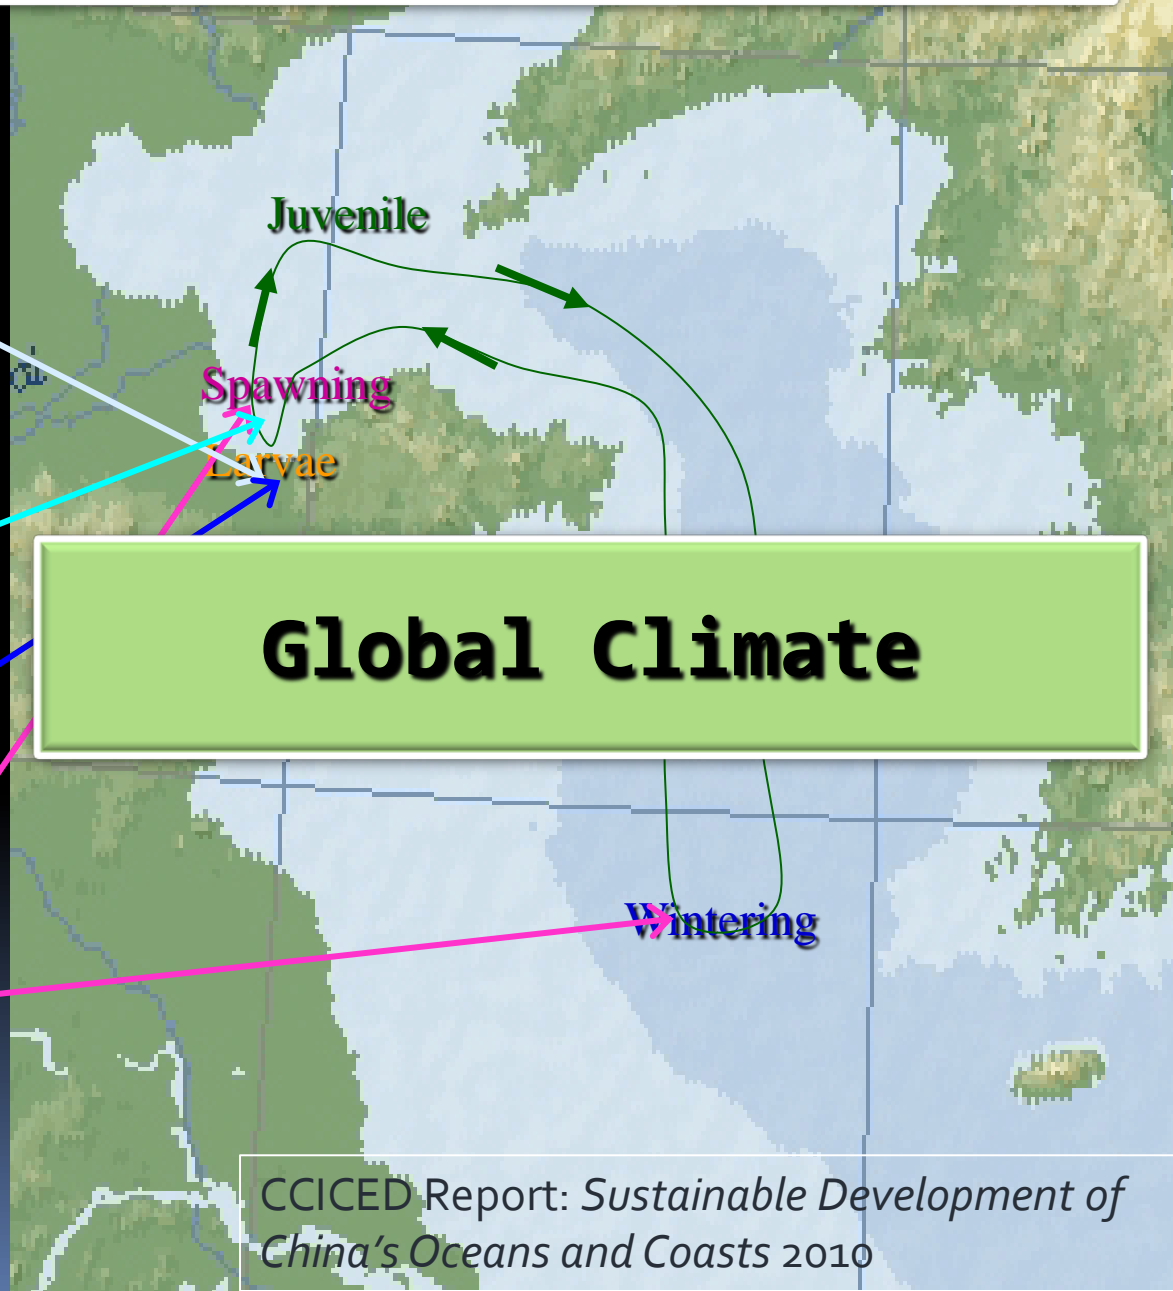 Juvenile
Spawning
Larvae
Global Climate
Wintering
CCICED Report: Sustainable Development of
China's Oceans and Coasts 2010